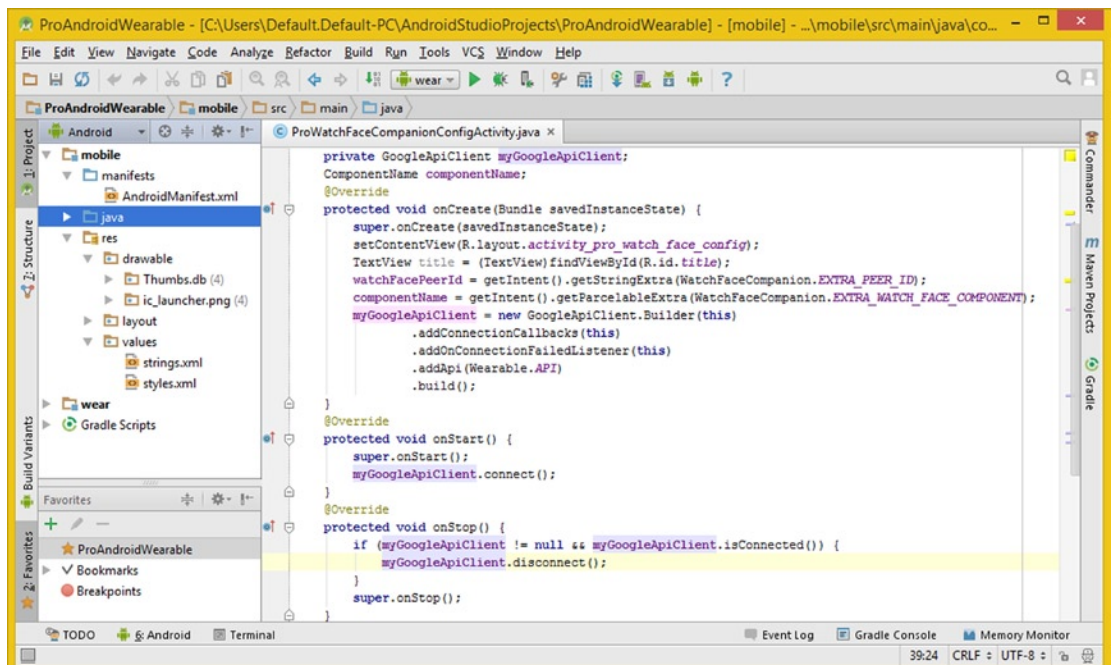 ProAndroidWearable - [C:\Users\Default.Default-PC\AndroidStudioProjects\ProAndroidWearable] - [mobile] - ...\mobile\src\main\java\co...
File Edit View Navigate Code Analyze Refactor Build Run Tools VCS Window Help
wear
ProAndroidWearable mobile src main java
Android
ProWatchFaceCompanionConfigActivity.java
1: Project
2: Structure
Build Variants
2: Favorites
mobile
manifests
AndroidManifest.xml
java
res
drawable
Thumbs.db (4)
ic_launcher.png (4)
layout
values
strings.xml
styles.xml
wear
Gradle Scripts
Favorites
ProAndroidWearable
Bookmarks
Breakpoints
private GoogleApiClient myGoogleApiClient;
ComponentName componentName;
@Override
protected void onCreate(Bundle savedInstanceState) {
super.onCreate(savedInstanceState);
setContentView(R.layout.activity_pro_watch_face_config);
TextView title = (TextView)findViewById(R.id.title);
watchFacePeerId = getIntent().getStringExtra(WatchFaceCompanion.EXTRA_PEER_ID);
componentName = getIntent().getParcelableExtra(WatchFaceCompanion.EXTRA_WATCH_FACE_COMPONENT);
myGoogleApiClient = new GoogleApiClient.Builder(this)
.addConnectionCallbacks(this)
.addOnConnectionFailedListener(this)
.addApi(Wearable.API)
.build();
}
@Override
protected void onStart() {
super.onStart();
myGoogleApiClient.connect();
}
@Override
protected void onStop() {
if (myGoogleApiClient != null && myGoogleApiClient.isConnected()) {
myGoogleApiClient.disconnect();
}
super.onStop();
}
Commander
m Maven Projects
Gradle
TODO 6: Android Terminal Event Log Gradle Console Memory Monitor
39:24 CRLF UTF-8